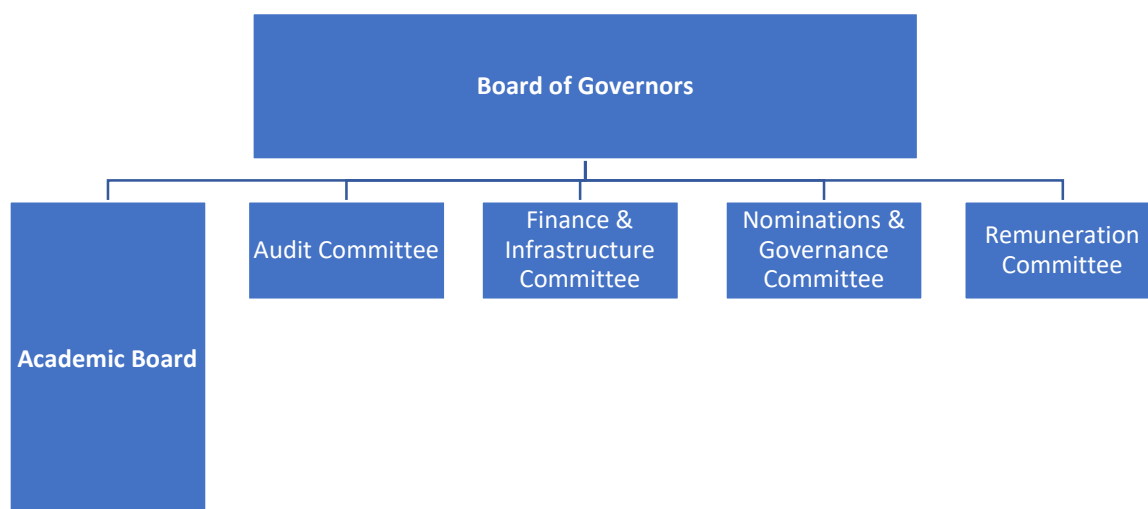 Board of Governors
Academic Board
Audit Committee
Finance &
Infrastructure
Committee
Nominations &
Governance
Committee
Remuneration
Committee